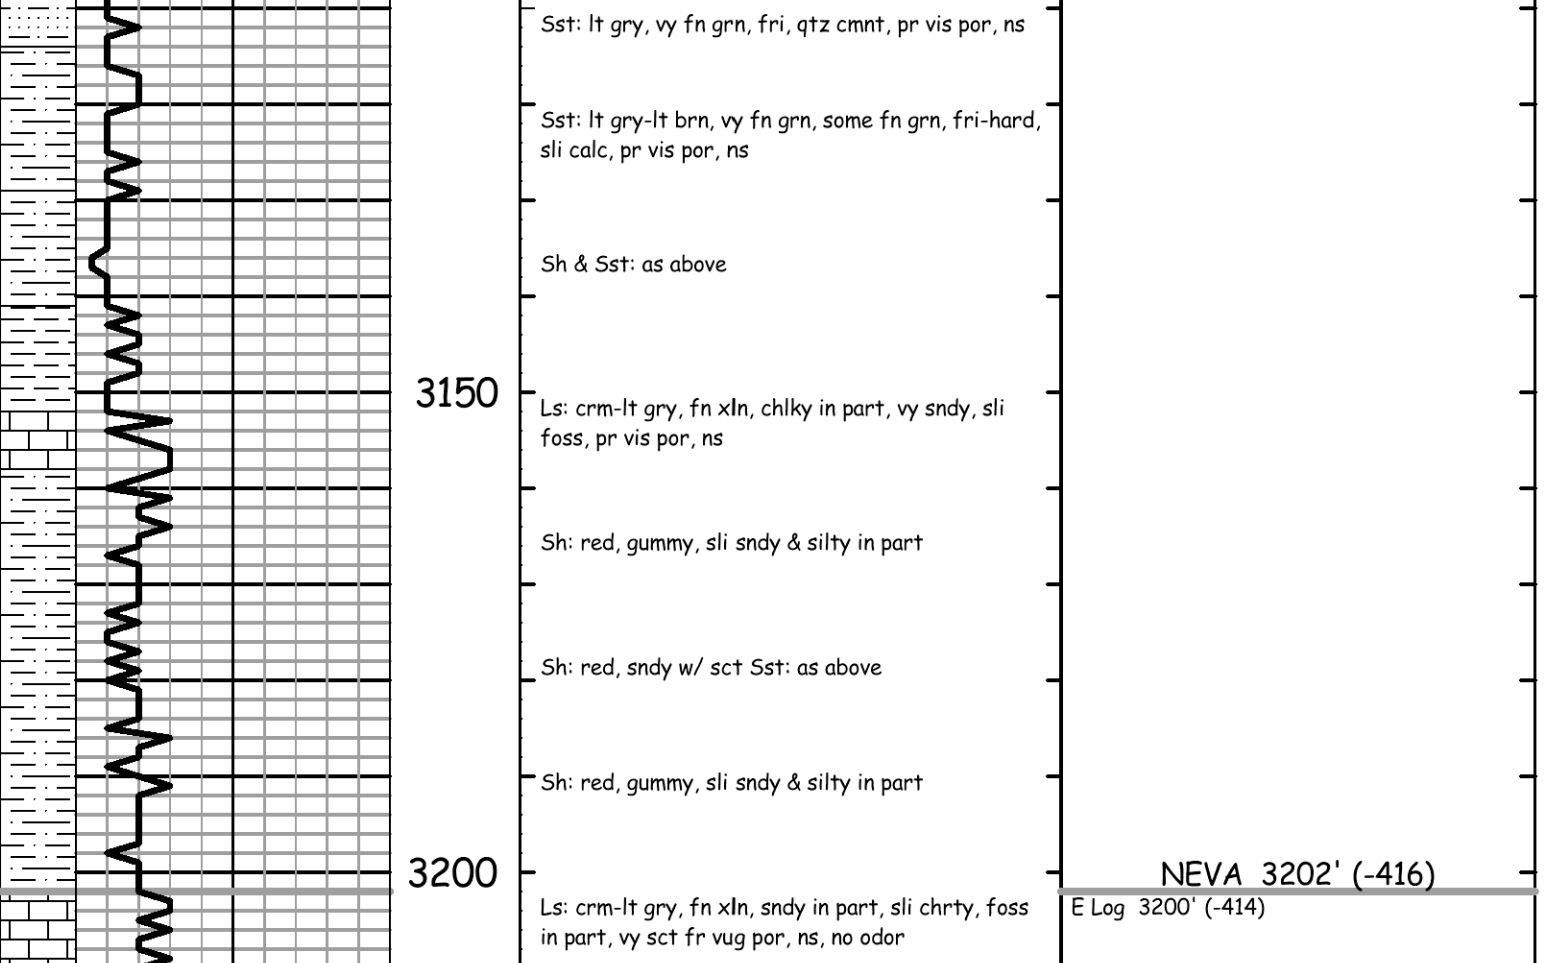 Sst: lt gry, vy fn grn, fri, qtz cmnt, pr vis por, ns
Sst: lt gry-lt brn, vy fn grn, some fn grn, fri-hard,
sli calc, pr vis por, ns
Sh & Sst: as above
3150
Ls: crm-lt gry, fn xln, chlky in part, vy sndy, sli
foss, pr vis por, ns
Sh: red, gummy, sli sndy & silty in part
Sh: red, sndy w/ sct Sst: as above
Sh: red, gummy, sli sndy & silty in part
3200
NEVA 3202' (-416)
Ls: crm-lt gry, fn xln, sndy in part, sli chrty, foss
in part, vy sct fr vug por, ns, no odor
E Log 3200' (-414)